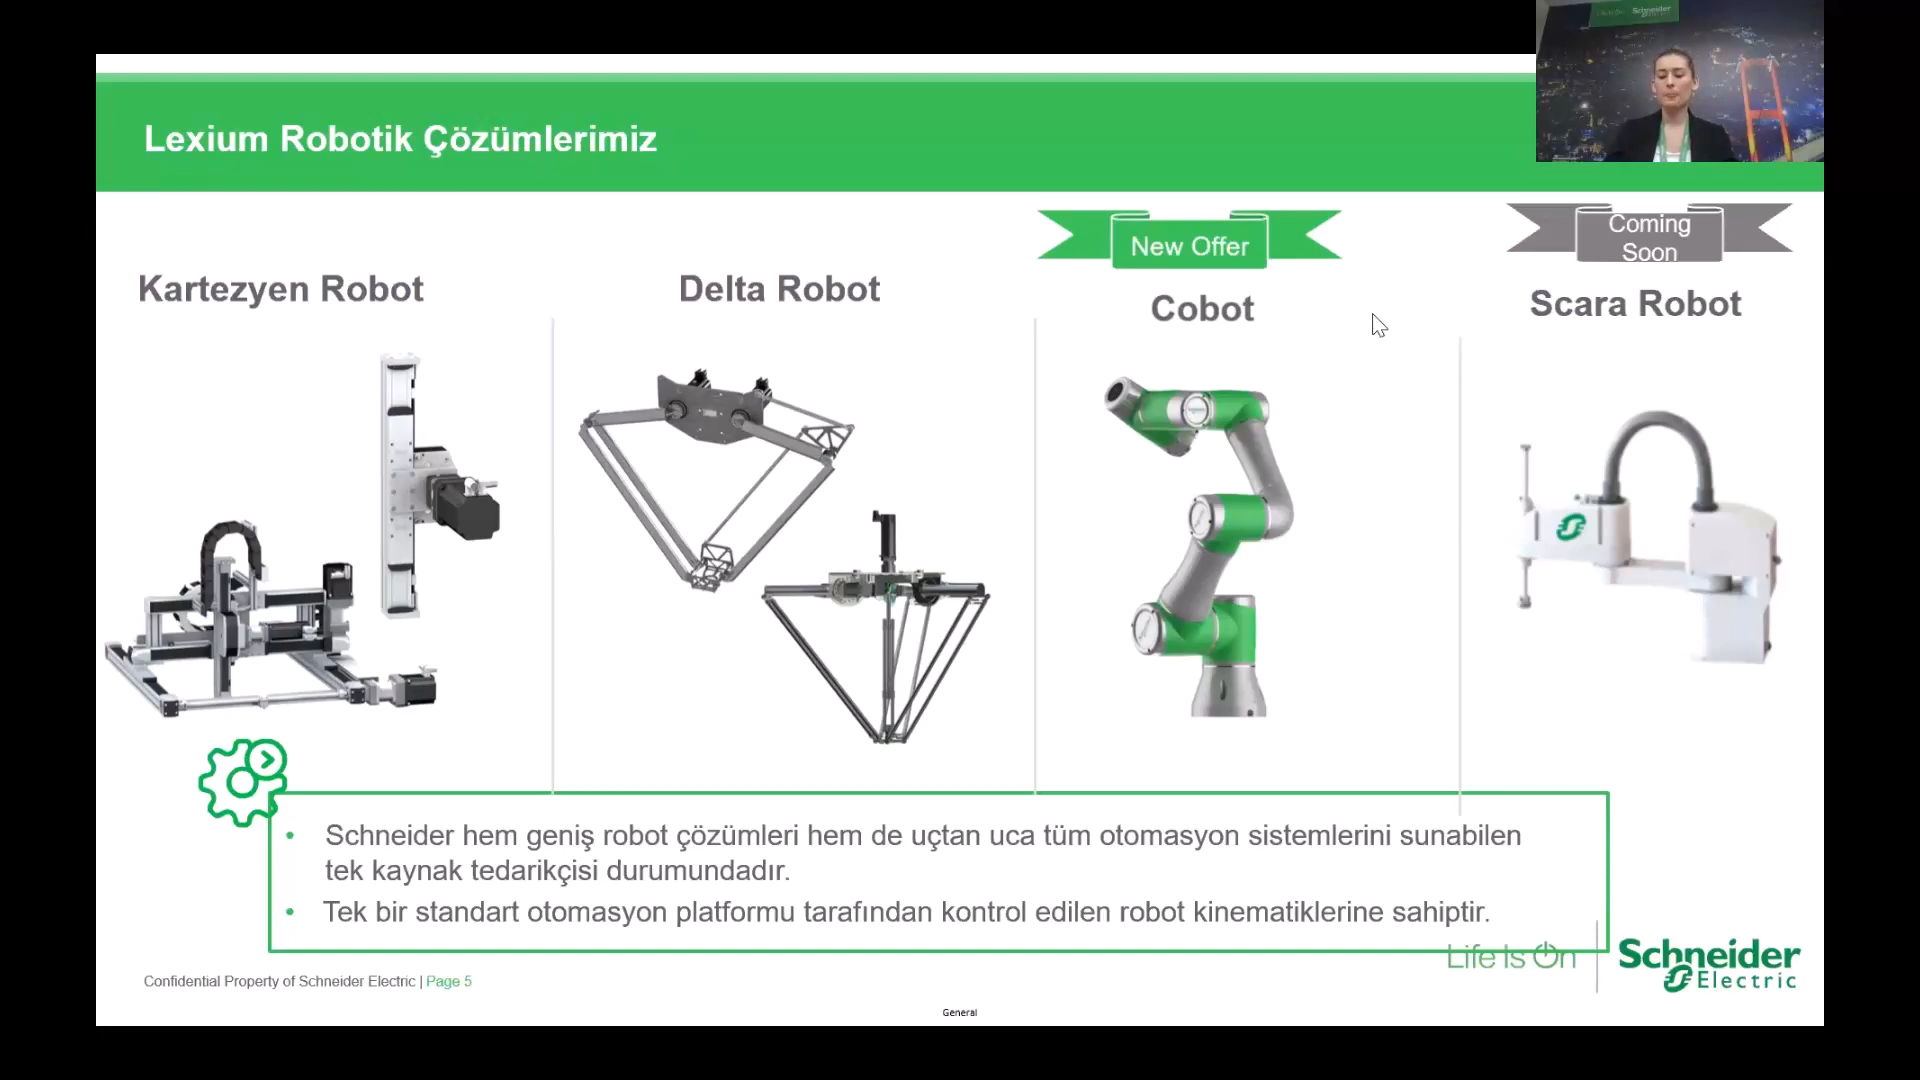 Schneider
Electric
Lexium Robotik Çözümlerimiz
New Offer
Coming
Soon
Kartezyen Robot
Delta Robot
Cobot
Scara Robot
• Schneider hem geniş robot çözümleri hem de uçtan uca tüm otomasyon sistemlerini sunabilen
tek kaynak tedarikçisi durumundadır.
• Tek bir standart otomasyon platformu tarafından kontrol edilen robot kinematiklerine sahiptir.
Life Is On
Schneider
Electric
Confidential Property of Schneider Electric | Page 5
General